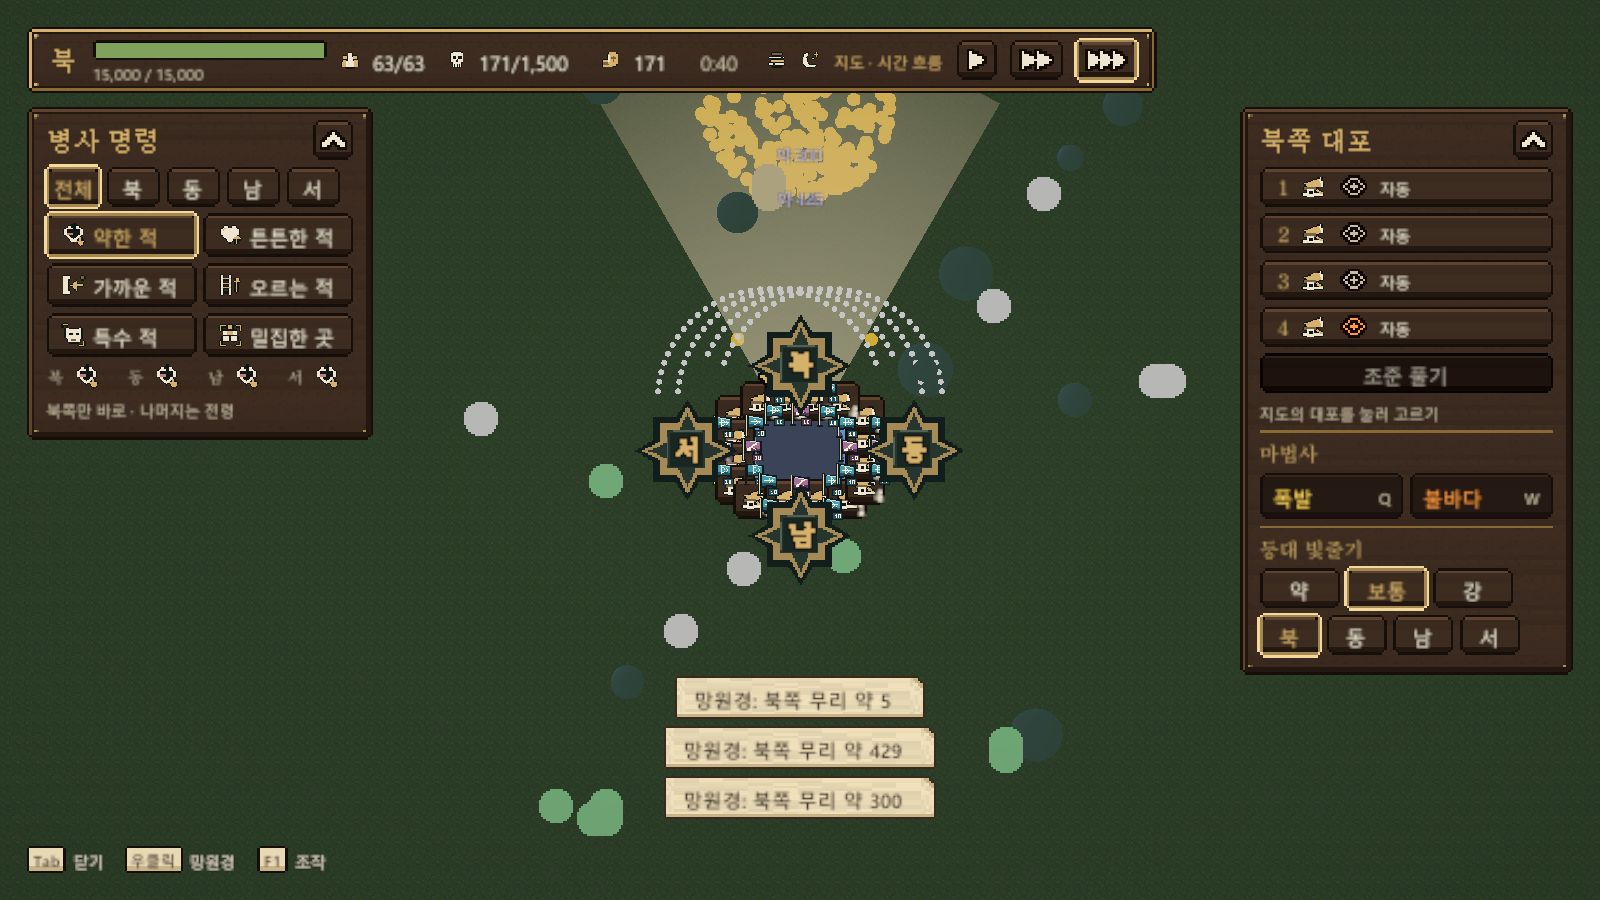 북
15,000 / 15,000
63/63
171/1,500
171
0:40
지도 · 시간 흐름
병사 명령
전체 북 동 남 서
약한 적 튼튼한 적
가까운 적 오르는 적
특수 적 밀집한 곳
북 동 남 서
북쪽만 바로 · 나머지는 전령
북쪽 대포
1 자동
2 자동
3 자동
4 자동
조준 풀기
지도의 대포를 눌러 고르기
마법사
폭발 Q 불바다 W
등대 빛줄기
약 보통 강
북 동 남 서
북
서 동
남
망원경: 북쪽 무리 약 5
망원경: 북쪽 무리 약 429
망원경: 북쪽 무리 약 300
Tab 닫기 우클릭 망원경 F1 조작